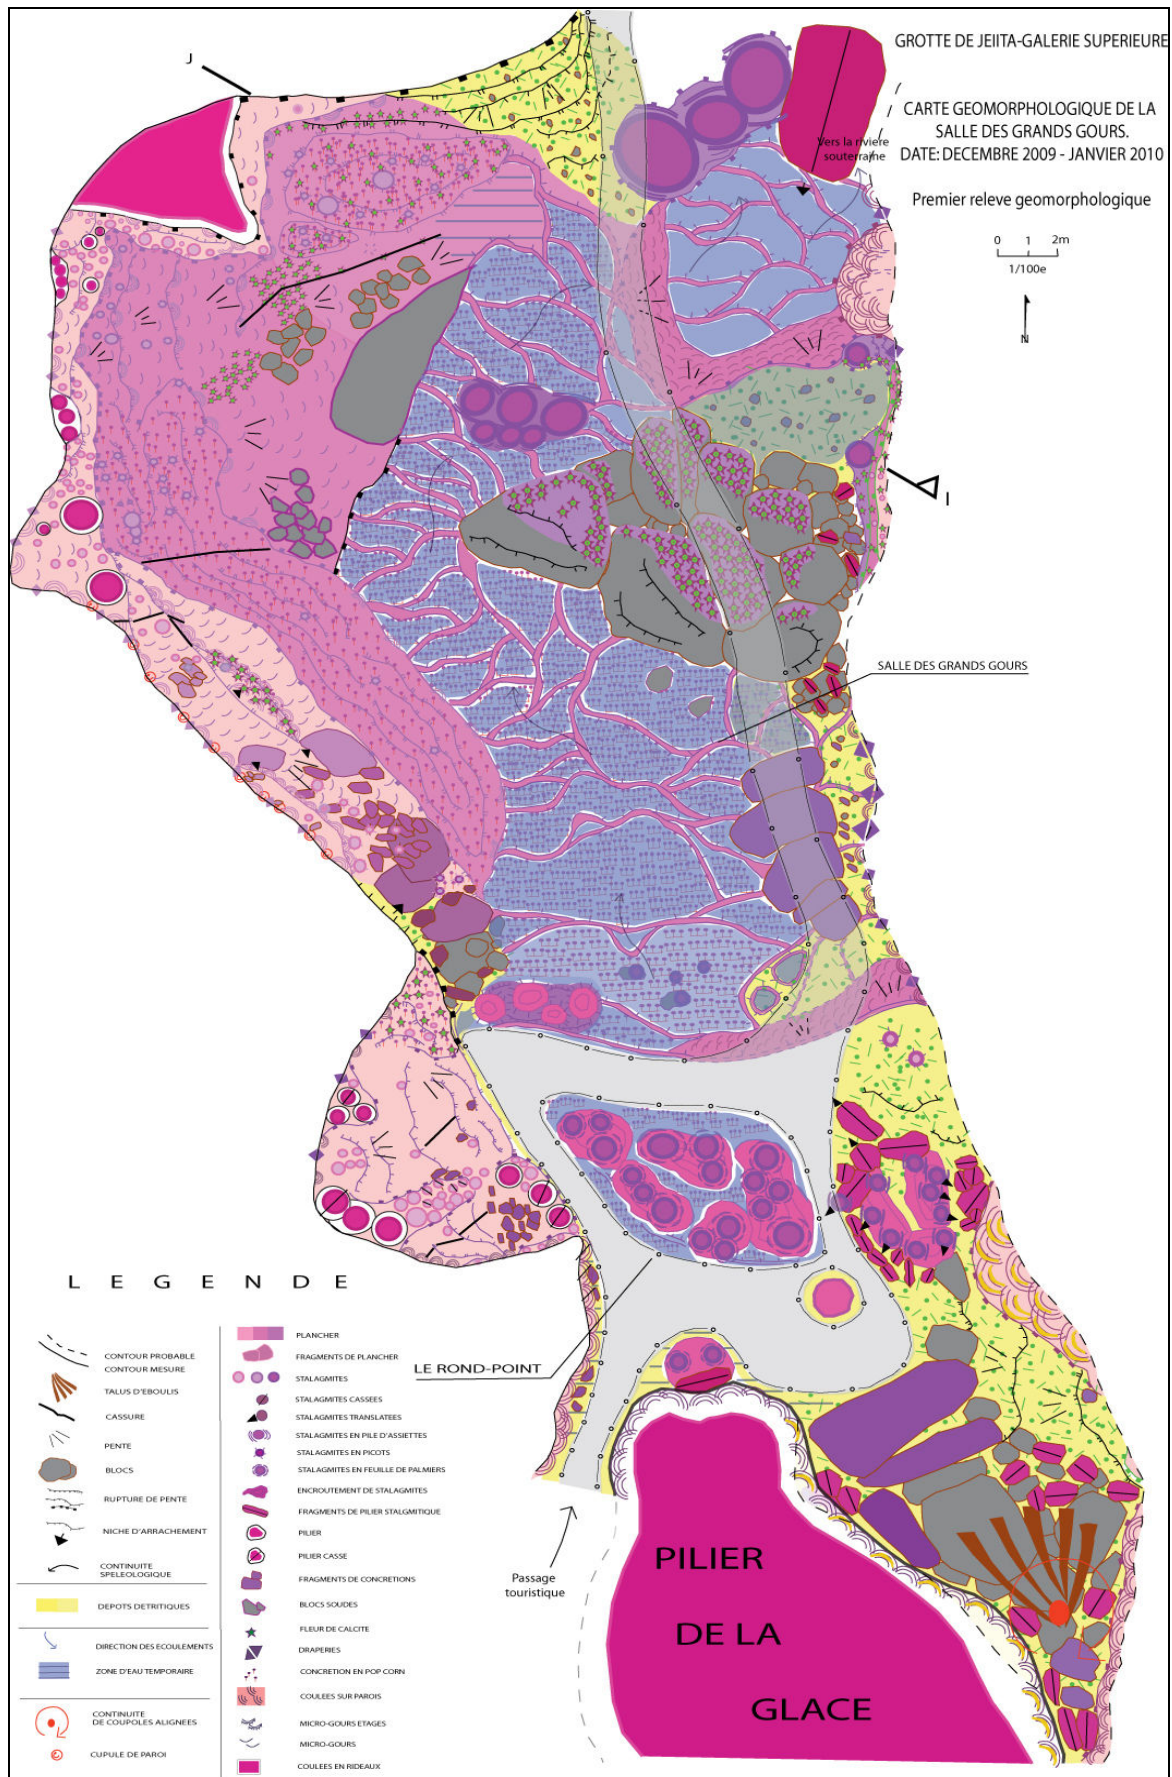 GROTTE DE JEIITA-GALERIE SUPERIEURE
CARTE GEOMORPHOLOGIQUE DE LA
SALLE DES GRANDS GOURS.
DATE: DECEMBRE 2009 - JANVIER 2010
Premier releve geomorphologique
0 1 2m
1/100e
N
J
Vers la riviere
souterraine
I
SALLE DES GRANDS GOURS
LE ROND-POINT
Passage
touristique
PILIER
DE LA
GLACE
L E G E N D E
CONTOUR PROBABLE
CONTOUR MESURE
TALUS D'EBOULIS
CASSURE
PENTE
BLOCS
RUPTURE DE PENTE
NICHE D'ARRACHEMENT
CONTINUITE
SPELEOLOGIQUE
DEPOTS DETRITIQUES
DIRECTION DES ECOULEMENTS
ZONE D'EAU TEMPORAIRE
CONTINUITE
DE COUPOLES ALIGNEES
CUPULE DE PAROI
PLANCHER
FRAGMENTS DE PLANCHER
STALAGMITES
STALAGMITES CASSEES
STALAGMITES TRANSLATEES
STALAGMITES EN PILE D'ASSIETTES
STALAGMITES EN PICOTS
STALAGMITES EN FEUILLE DE PALMIERS
ENCROUTEMENT DE STALAGMITES
FRAGMENTS DE PILIER STALGMITIQUE
PILIER
PILIER CASSE
FRAGMENTS DE CONCRETIONS
BLOCS SOUDES
FLEUR DE CALCITE
DRAPERIES
CONCRETION EN POP CORN
COULEES SUR PAROIS
MICRO-GOURS ETAGES
MICRO-GOURS
COULEES EN RIDEAUX